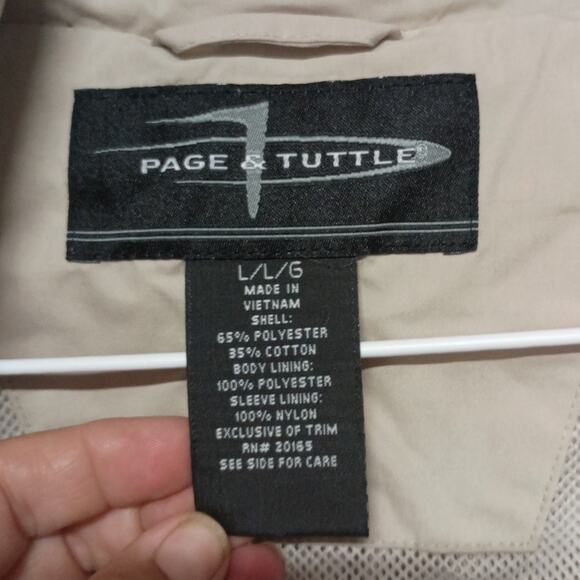 PAGE & TUTTLE®
L/L/G
MADE IN
VIETNAM
SHELL:
65% POLYESTER
35% COTTON
BODY LINING:
100% POLYESTER
SLEEVE LINING:
100% NYLON
EXCLUSIVE OF TRIM
RN# 20165
SEE SIDE FOR CARE